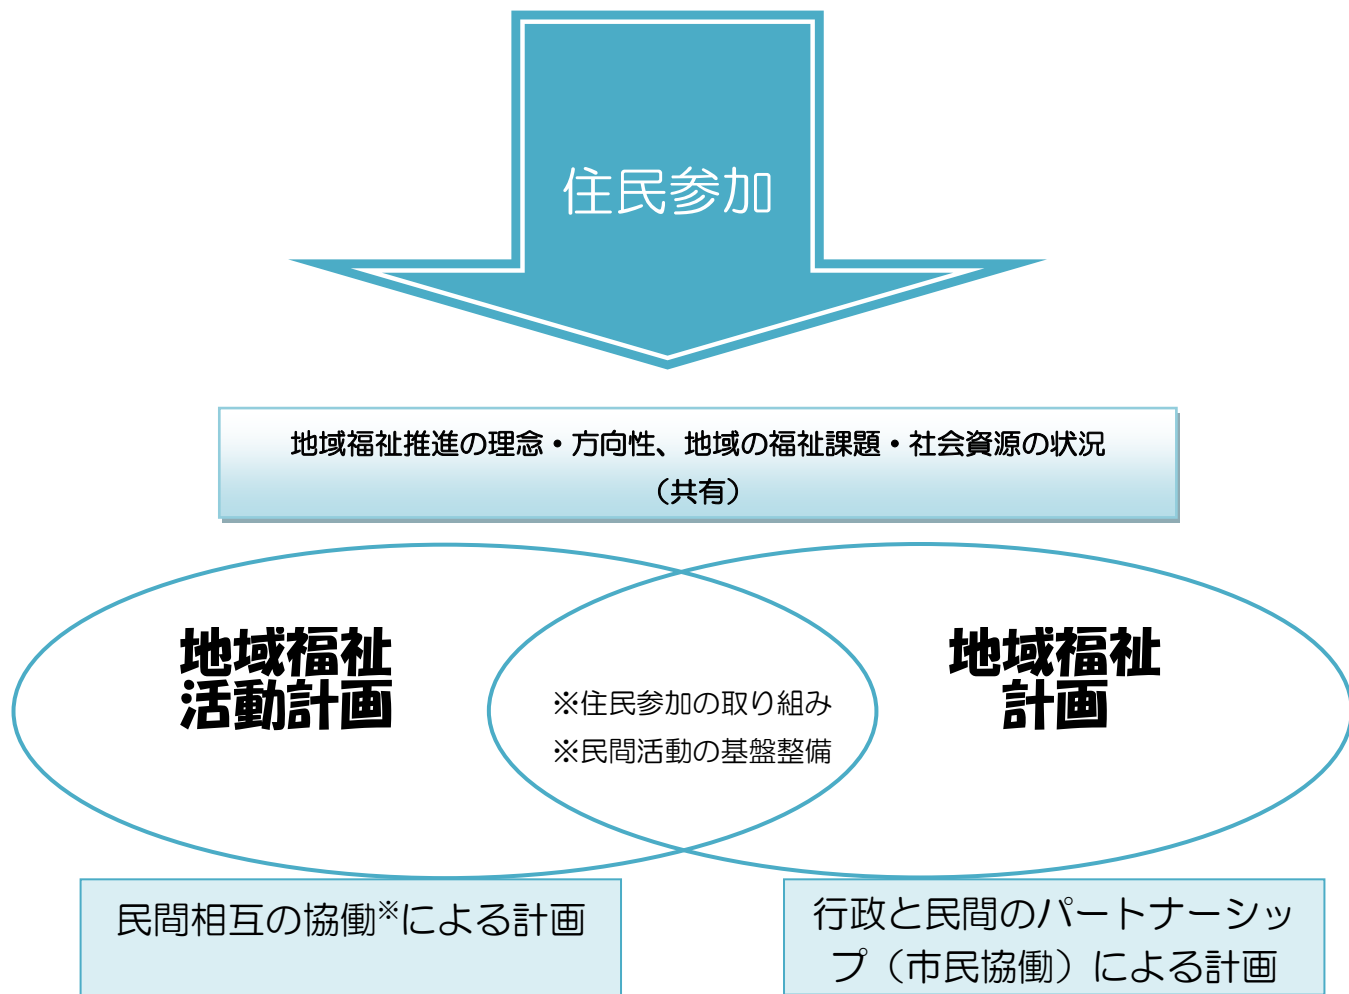 住民参加
地域福祉推進の理念・方向性、地域の福祉課題・社会資源の状況
（共有）
地域福祉
活動計画
※住民参加の取り組み
※民間活動の基盤整備
地域福祉
計画
民間相互の協働※による計画
行政と民間のパートナーシッ
プ（市民協働）による計画